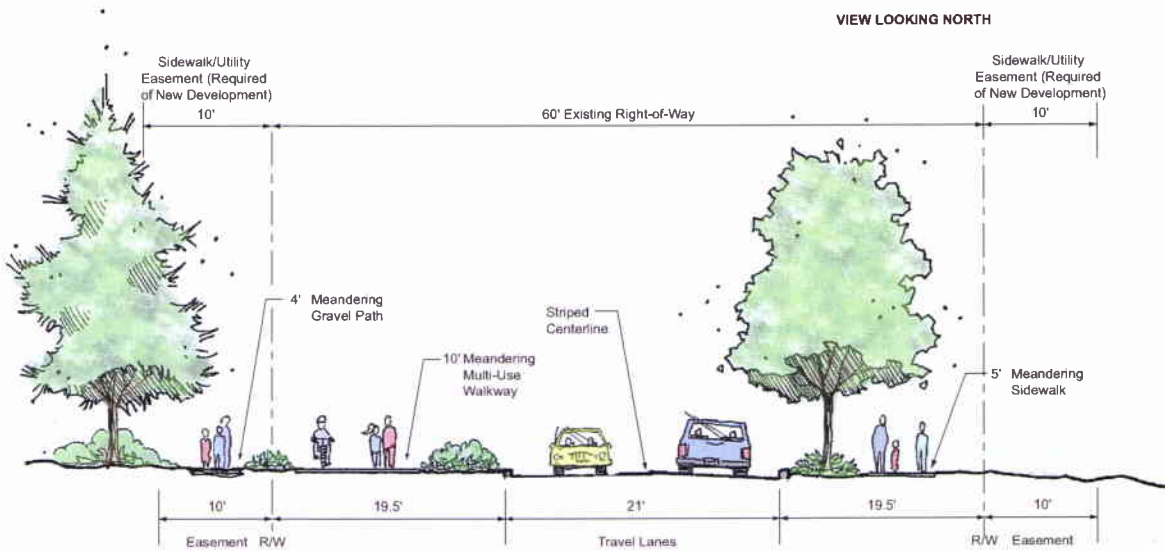 VIEW LOOKING NORTH
Sidewalk/Utility
Easement (Required
of New Development)
10'
60' Existing Right-of-Way
Sidewalk/Utility
Easement (Required
of New Development)
10'
4' Meandering
Gravel Path
10' Meandering
Multi-Use
Walkway
Striped
Centerline
5' Meandering
Sidewalk
10'
19.5'
21'
19.5'
10'
Easement R/W
Travel Lanes
R/W Easement